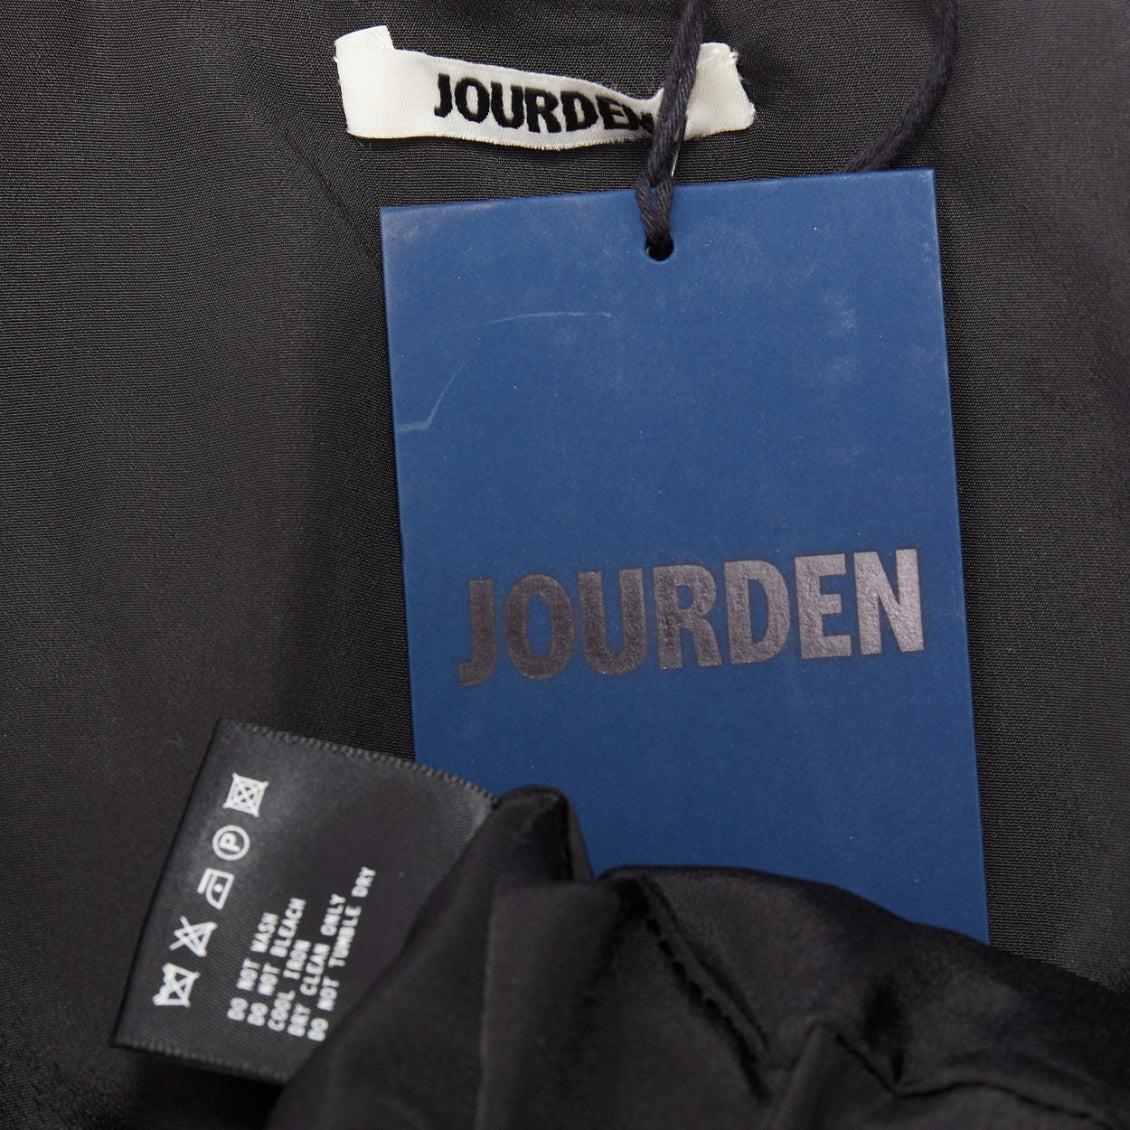 JOURDEN
JOURDEN
DO NOT WASH
DO NOT BLEACH
COOL IRON
DRY CLEAN ONLY
DO NOT TUMBLE DRY
P